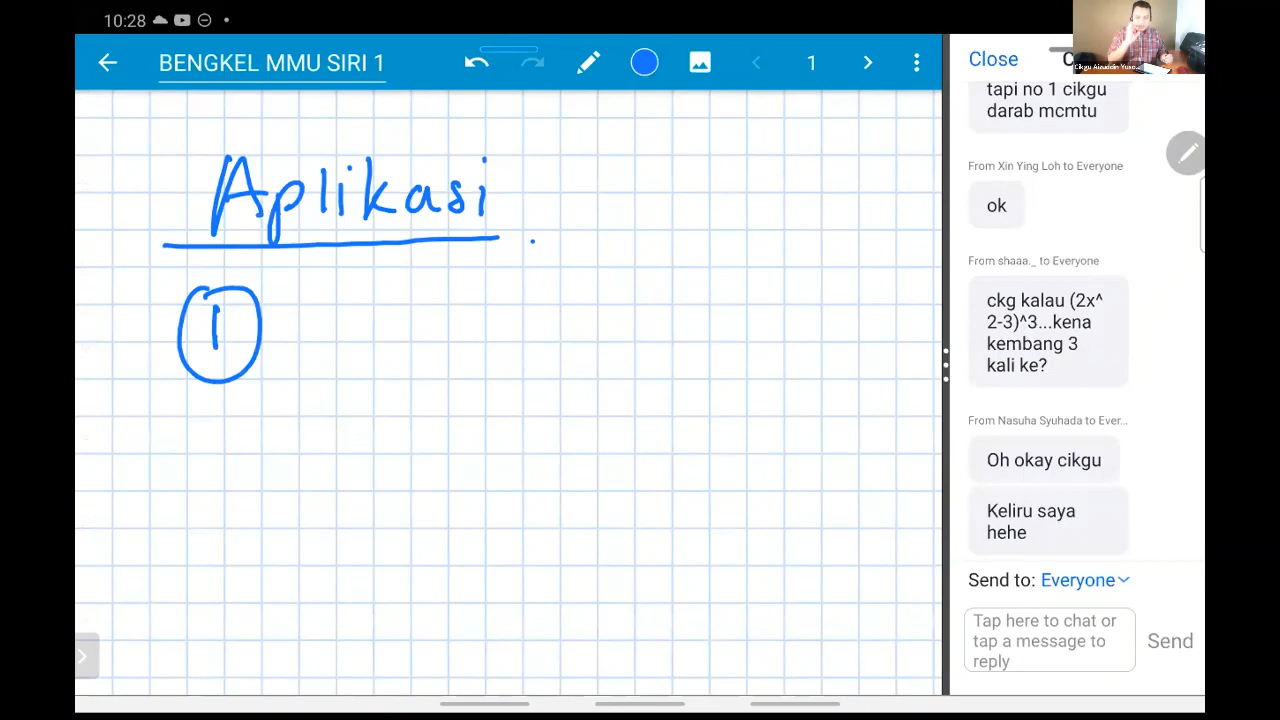 10:28
BENGKEL MMU SIRI 1
1
Aplikasi
1
Close
tapi no 1 cikgu
darab mcmtu
From Xin Ying Loh to Everyone
ok
From shaaa._ to Everyone
ckg kalau (2x^
2-3)^3...kena
kembang 3
kali ke?
From Nasuha Syuhada to Ever...
Oh okay cikgu
Keliru saya
hehe
Send to: Everyone
Tap here to chat or
tap a message to
reply
Send